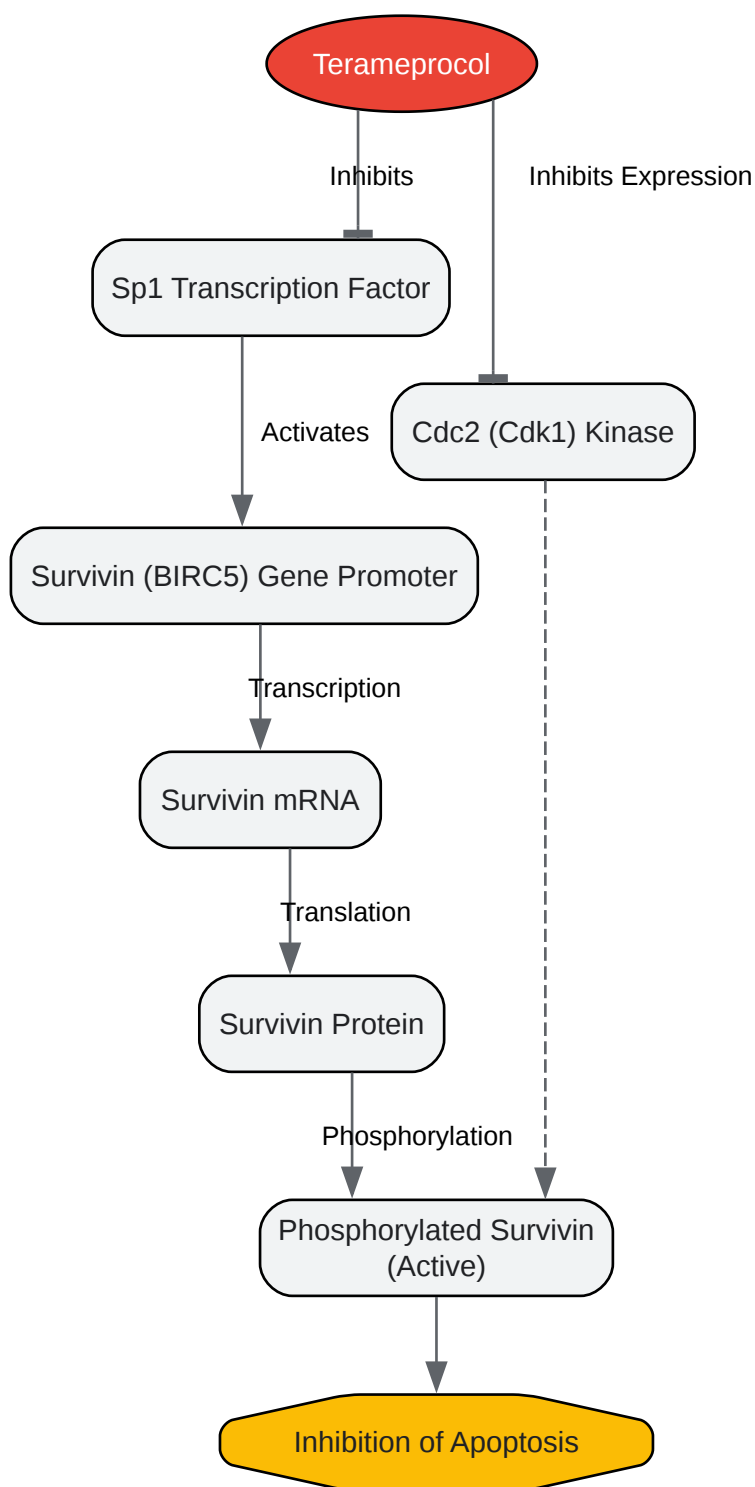 Terameprocol
Inhibits
Inhibits Expression
Sp1 Transcription Factor
Activates
Cdc2 (Cdk1) Kinase
Survivin (BIRC5) Gene Promoter
Transcription
Survivin mRNA
Translation
Survivin Protein
Phosphorylation
Phosphorylated Survivin
(Active)
Inhibition of Apoptosis